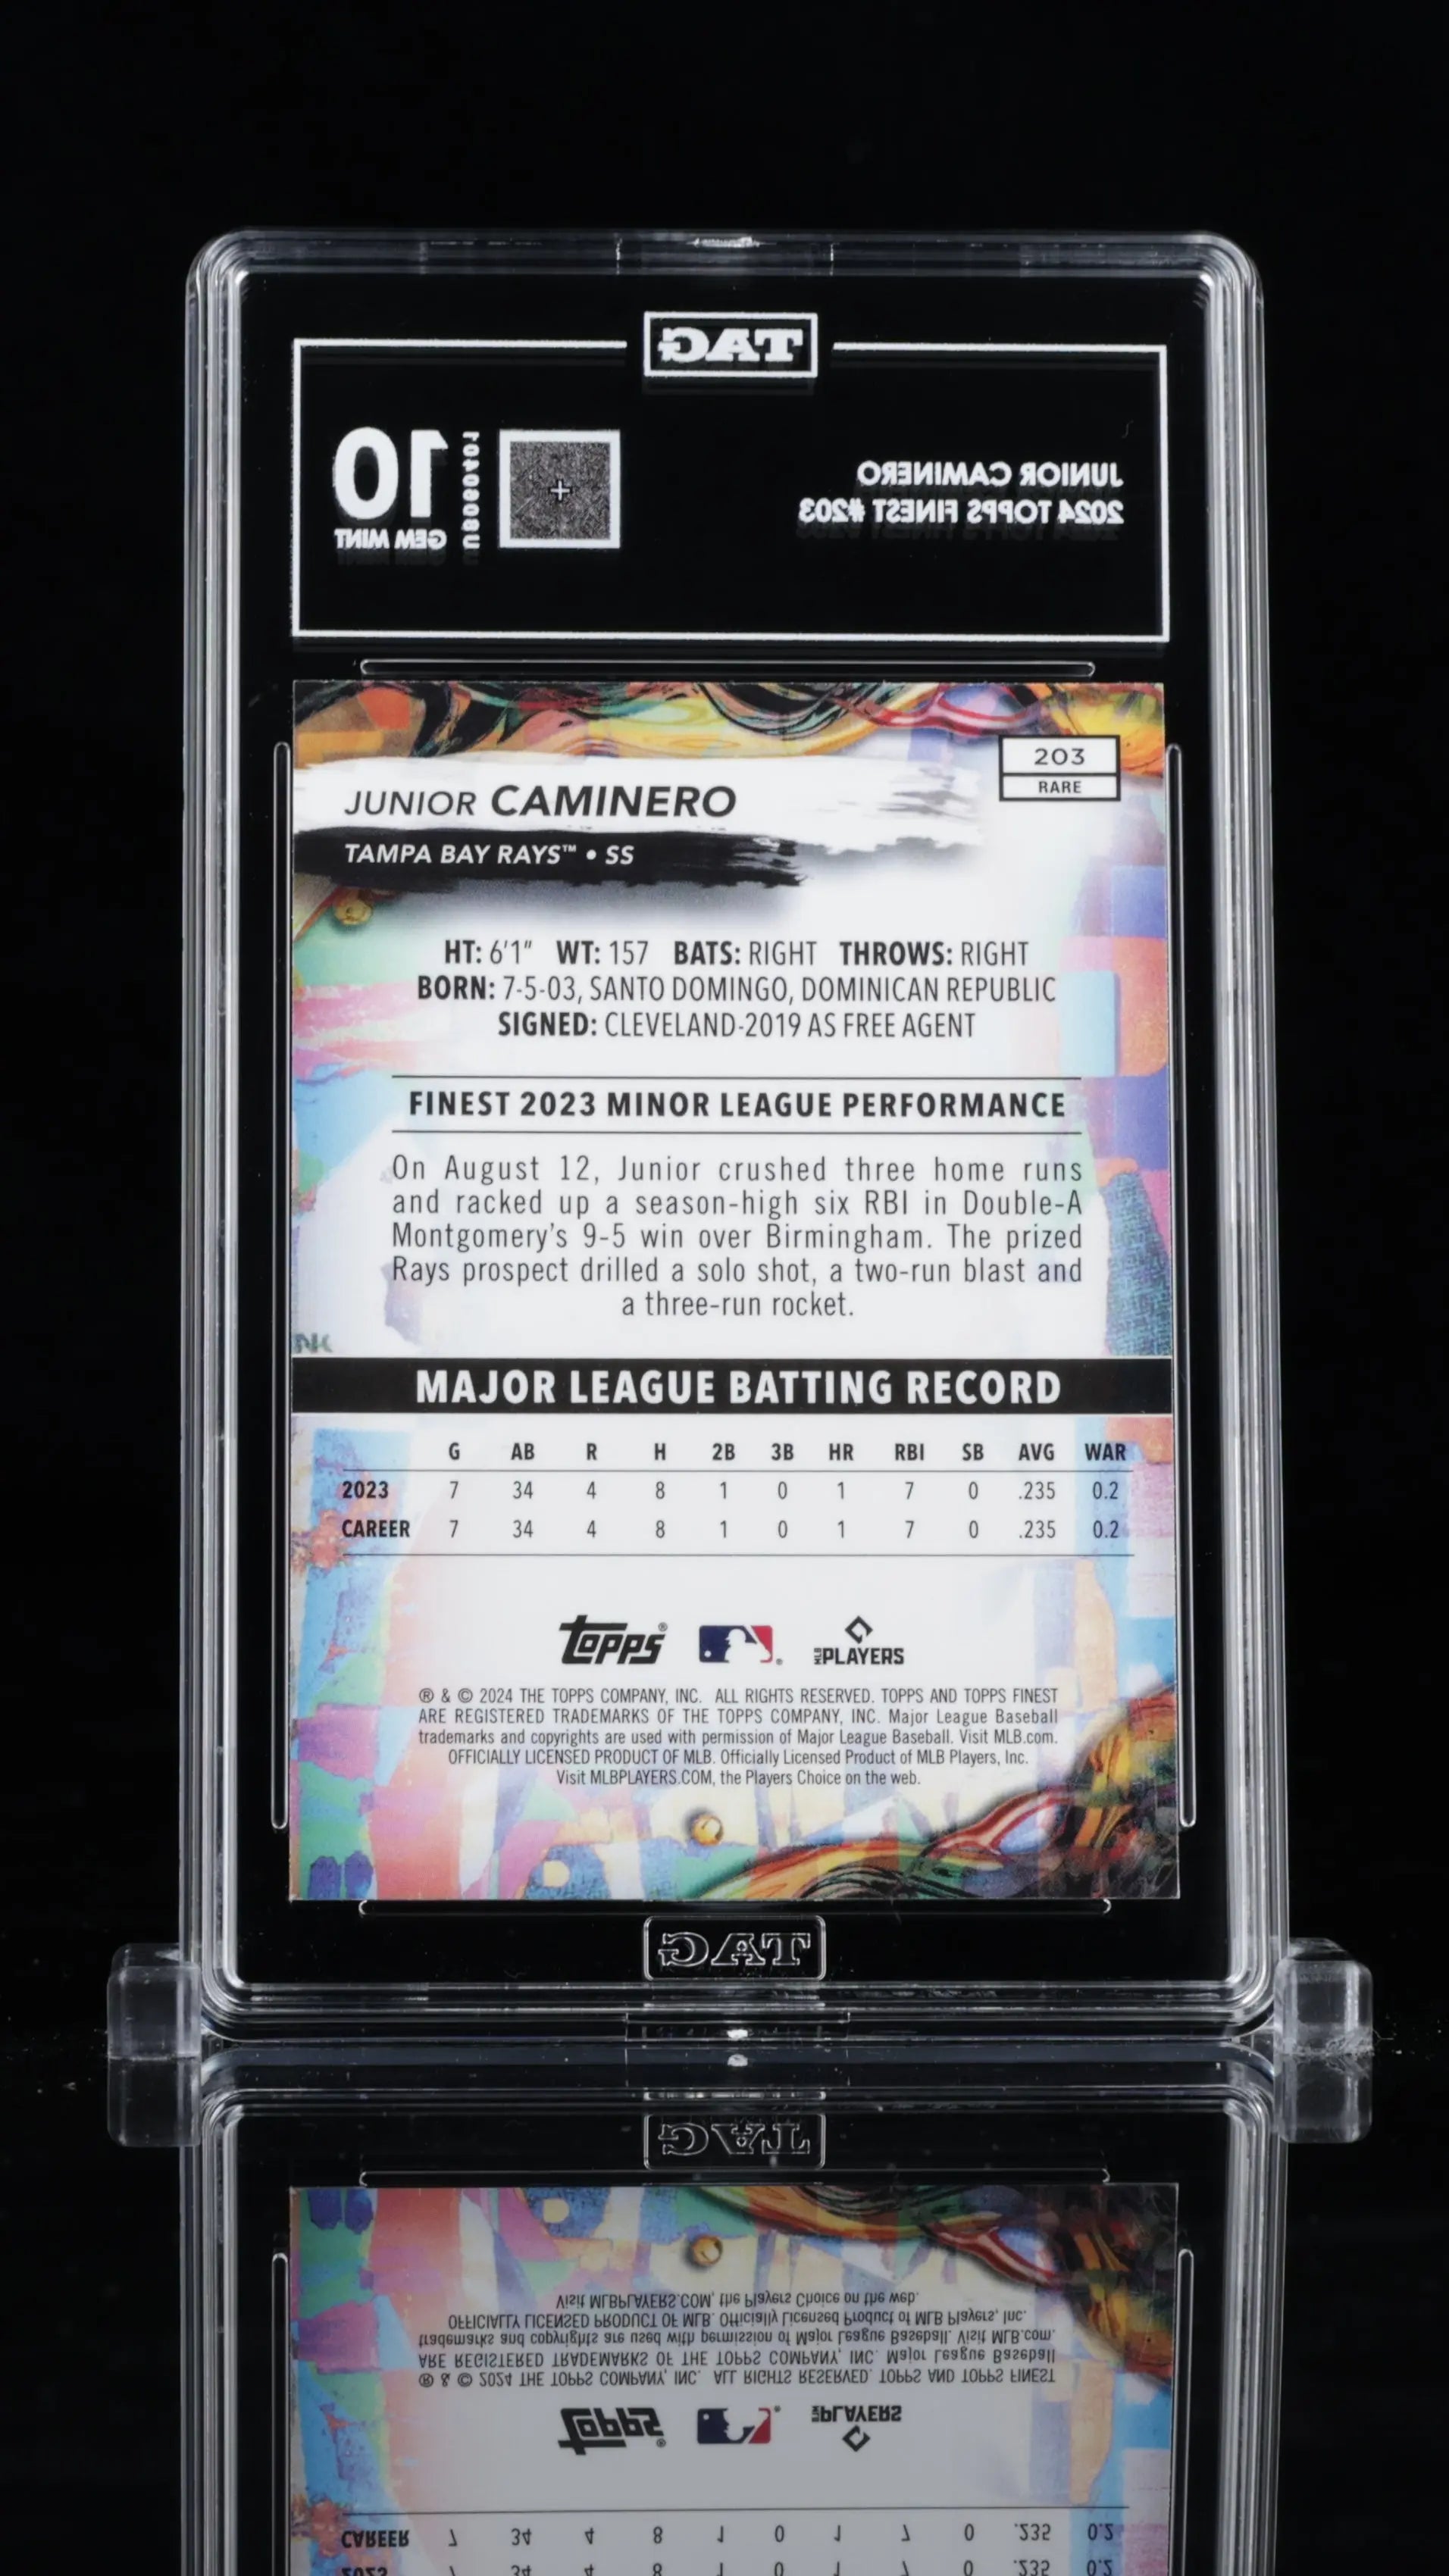 TAG
JUNIOR CAMINERO
2024 TOPPS FINEST #203
10
GEM MINT
JUNIOR CAMINERO
203
RARE
TAMPA BAY RAYS™ • SS
HT: 6'1" WT: 157 BATS: RIGHT THROWS: RIGHT
BORN: 7-5-03, SANTO DOMINGO, DOMINICAN REPUBLIC
SIGNED: CLEVELAND-2019 AS FREE AGENT
FINEST 2023 MINOR LEAGUE PERFORMANCE
On August 12, Junior crushed three home runs
and racked up a season-high six RBI in Double-A
Montgomery's 9-5 win over Birmingham. The prized
Rays prospect drilled a solo shot, a two-run blast and
a three-run rocket.
MAJOR LEAGUE BATTING RECORD
G AB R H 2B 3B HR RBI SB AVG WAR
2023 7 34 4 8 1 0 1 7 0 .235 0.2
CAREER 7 34 4 8 1 0 1 7 0 .235 0.2
topps® MLB PLAYERS
® & © 2024 THE TOPPS COMPANY, INC. ALL RIGHTS RESERVED. TOPPS AND TOPPS FINEST
ARE REGISTERED TRADEMARKS OF THE TOPPS COMPANY, INC. Major League Baseball
trademarks and copyrights are used with permission of Major League Baseball. Visit MLB.com.
OFFICIALLY LICENSED PRODUCT OF MLB. Officially Licensed Product of MLB Players, Inc.
Visit MLBPLAYERS.COM, the Players Choice on the web.
TAG